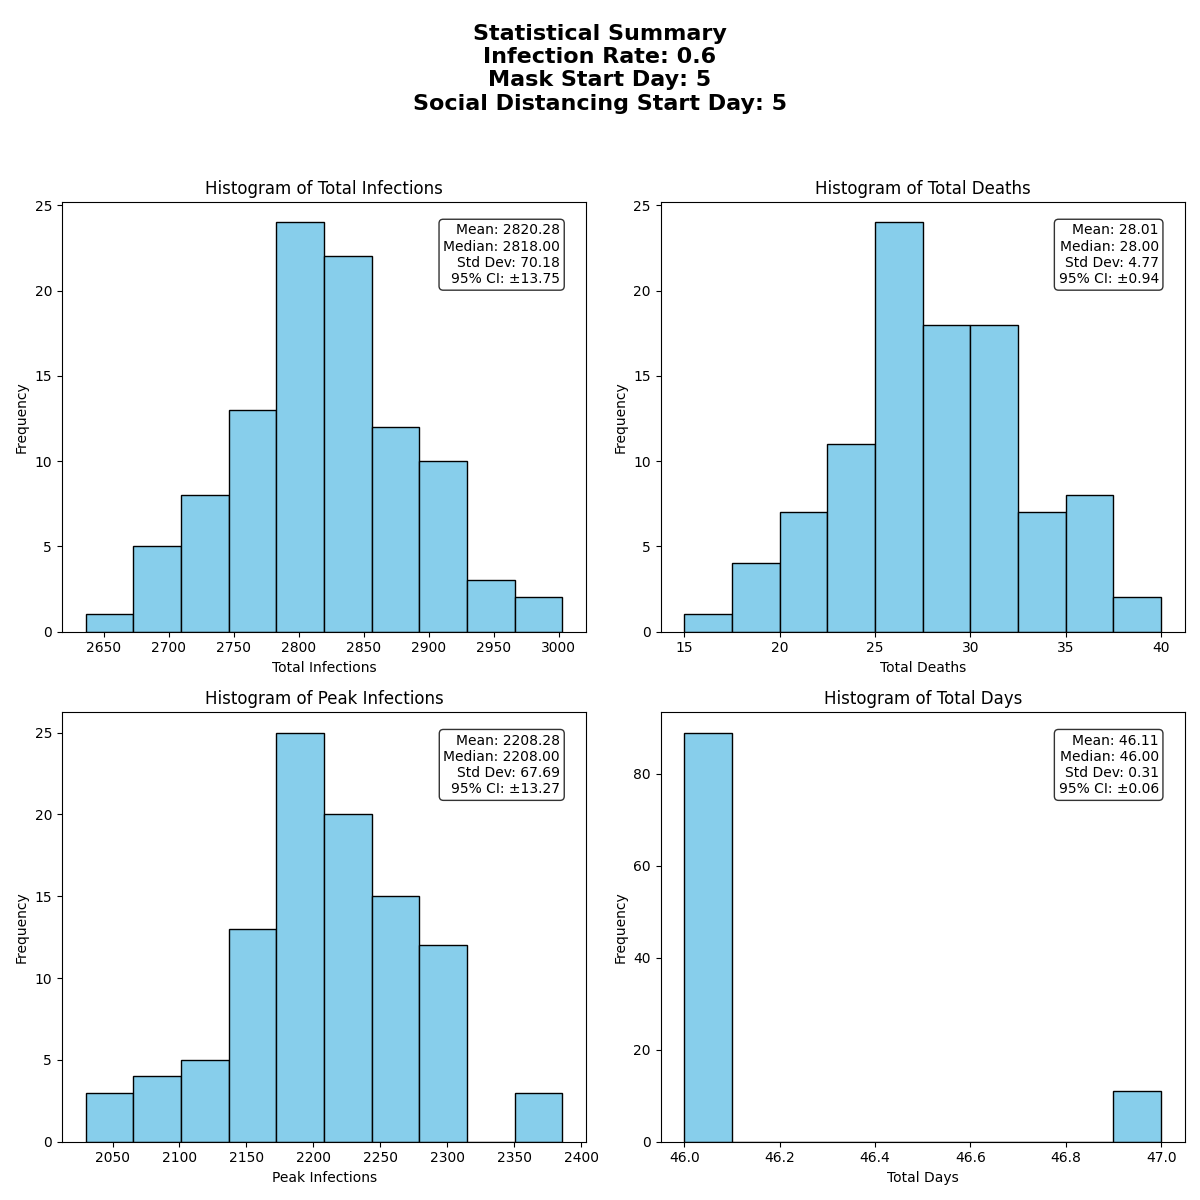 Statistical Summary
Infection Rate: 0.6
Mask Start Day: 5
Social Distancing Start Day: 5
Histogram of Total Infections
Mean: 2820.28
Median: 2818.00
Std Dev: 70.18
95% CI: ±13.75
25
20
15
10
5
0
Frequency
2650 2700 2750 2800 2850 2900 2950 3000
Total Infections
Histogram of Total Deaths
Mean: 28.01
Median: 28.00
Std Dev: 4.77
95% CI: ±0.94
25
20
15
10
5
0
Frequency
15 20 25 30 35 40
Total Deaths
Histogram of Peak Infections
Mean: 2208.28
Median: 2208.00
Std Dev: 67.69
95% CI: ±13.27
25
20
15
10
5
0
Frequency
2050 2100 2150 2200 2250 2300 2350 2400
Peak Infections
Histogram of Total Days
Mean: 46.11
Median: 46.00
Std Dev: 0.31
95% CI: ±0.06
80
60
40
20
0
Frequency
46.0 46.2 46.4 46.6 46.8 47.0
Total Days